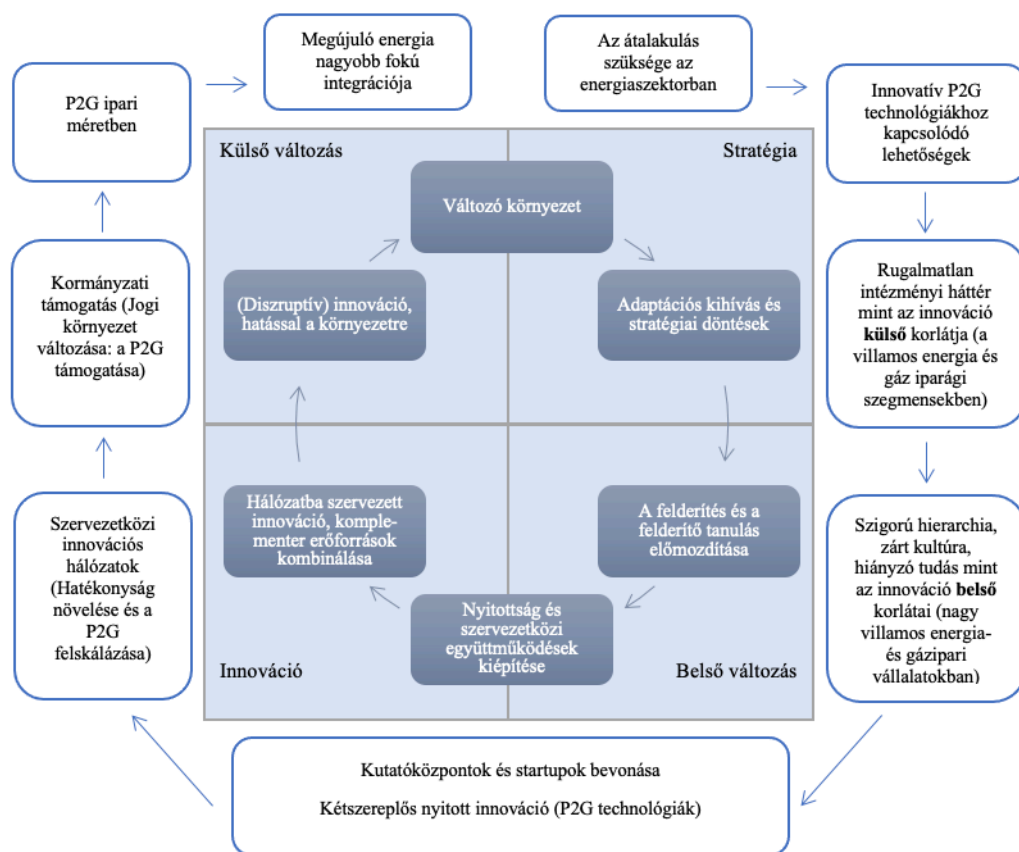 Megújuló energia
nagyobb fokú
integrációja
Az átalakulás
szüksége az
energiaszektorban
P2G ipari
méretben
Innovatív P2G
technológiákhoz
kapcsolódó
lehetőségek
Külső változás
Stratégia
Változó környezet
(Diszruptív) innováció,
hatással a környezetre
Adaptációs kihívás és
stratégiai döntések
Kormányzati
támogatás (Jogi
környezet
változása: a P2G
támogatása)
Rugalmatlan
intézményi háttér
mint az innováció
külső korlátja (a
villamos energia és
gáz iparági
szegmensekben)
Hálózatba szervezett
innováció, komple-
menter erőforrások
kombinálása
A felderítés és a
felderítő tanulás
előmozdítása
Nyitottság és
szervezetközi
együttműködések
kiépítése
Innováció
Belső változás
Szervezetközi
innovációs
hálózatok
(Hatékonyság
növelése és a
P2G
felskálázása)
Szigorú hierarchia,
zárt kultúra,
hiányzó tudás mint
az innováció belső
korlátai (nagy
villamos energia-
és gázipari
vállalatokban)
Kutatóközpontok és startupok bevonása
Kétszereplős nyitott innováció (P2G technológiák)